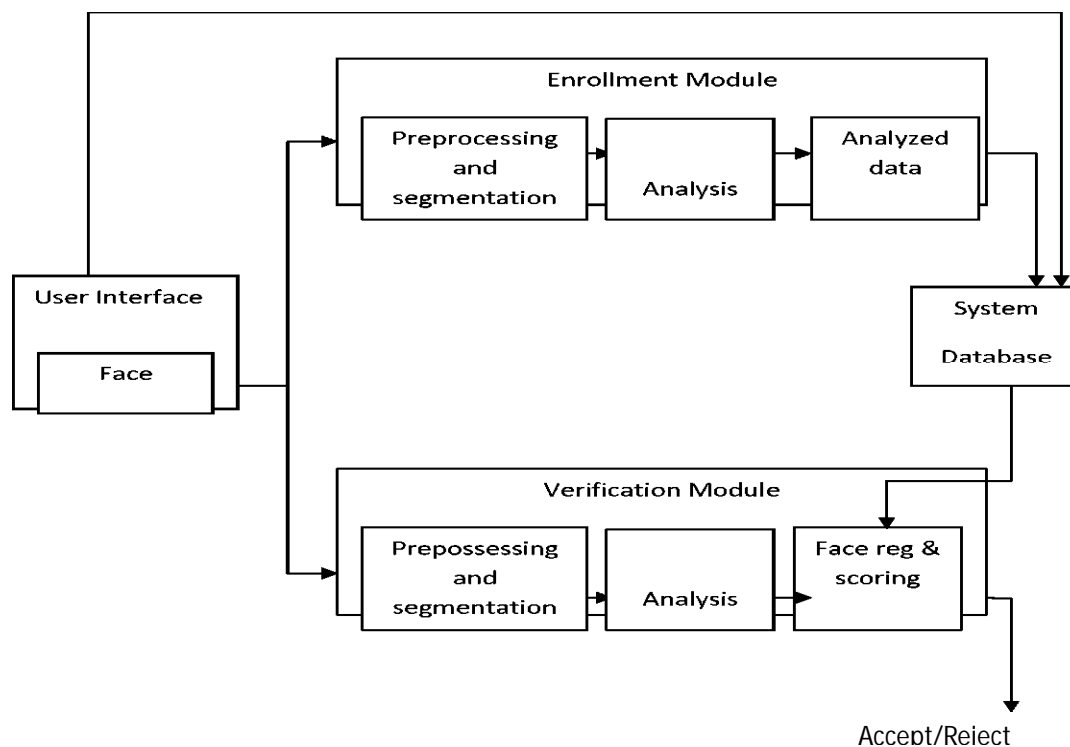 Enrollment Module
Preprocessing
and
segmentation
Analysis
Analyzed
data
User Interface
Face
System
Database
Verification Module
Prepossessing
and
segmentation
Analysis
Face reg &
scoring
Accept/Reject